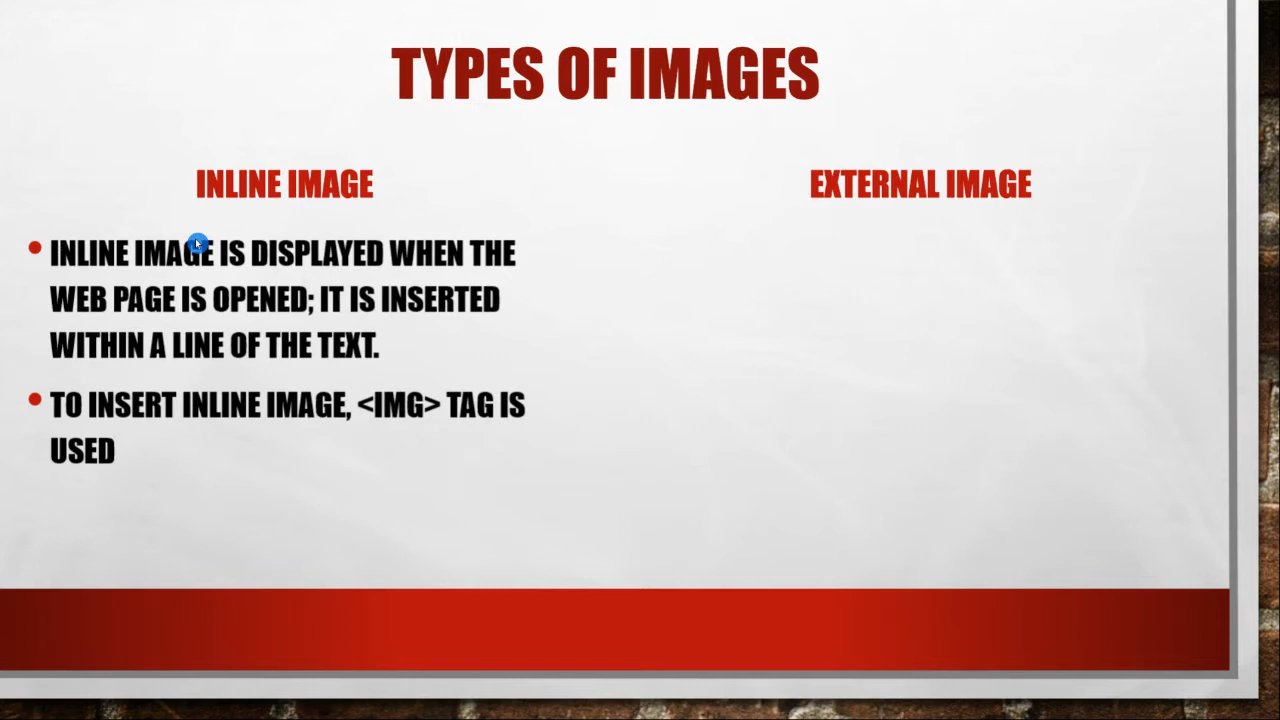 TYPES OF IMAGES
INLINE IMAGE
INLINE IMAGE IS DISPLAYED WHEN THE
WEB PAGE IS OPENED; IT IS INSERTED
WITHIN A LINE OF THE TEXT.
TO INSERT INLINE IMAGE, <IMG> TAG IS
USED
EXTERNAL IMAGE